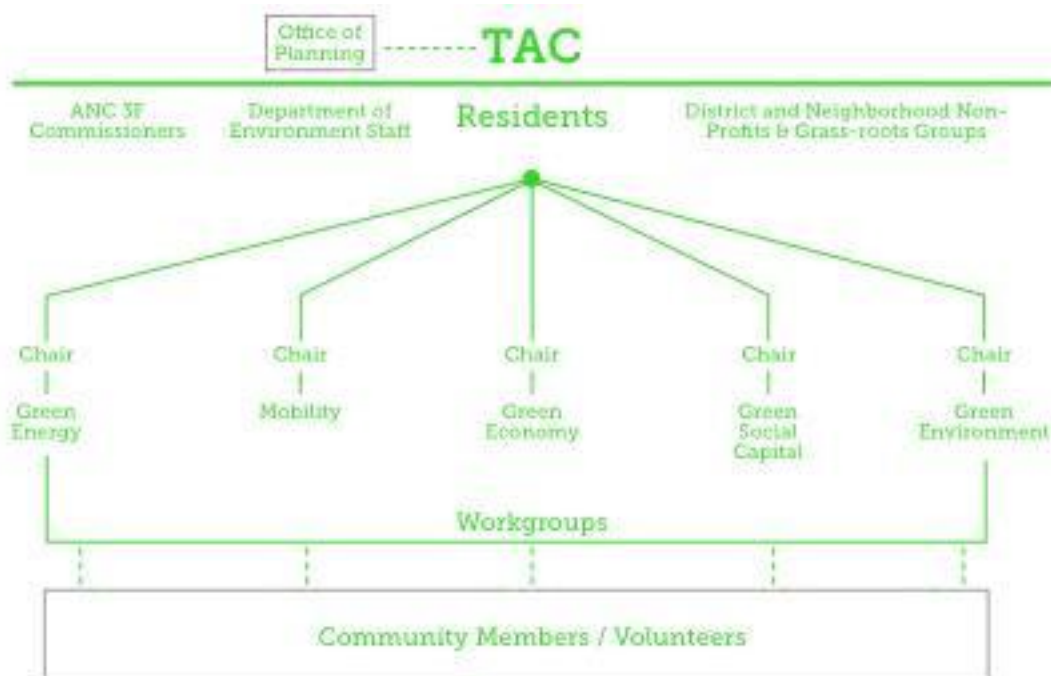 Office of
Planning
TAC
ANC 3F
Commissioners
Department of
Environment Staff
Residents
District and Neighborhood Non-
Profits & Grass-roots Groups
Chair
Chair
Chair
Chair
Chair
Green
Energy
Mobility
Green
Economy
Green
Social
Capital
Green
Environment
Workgroups
Community Members / Volunteers